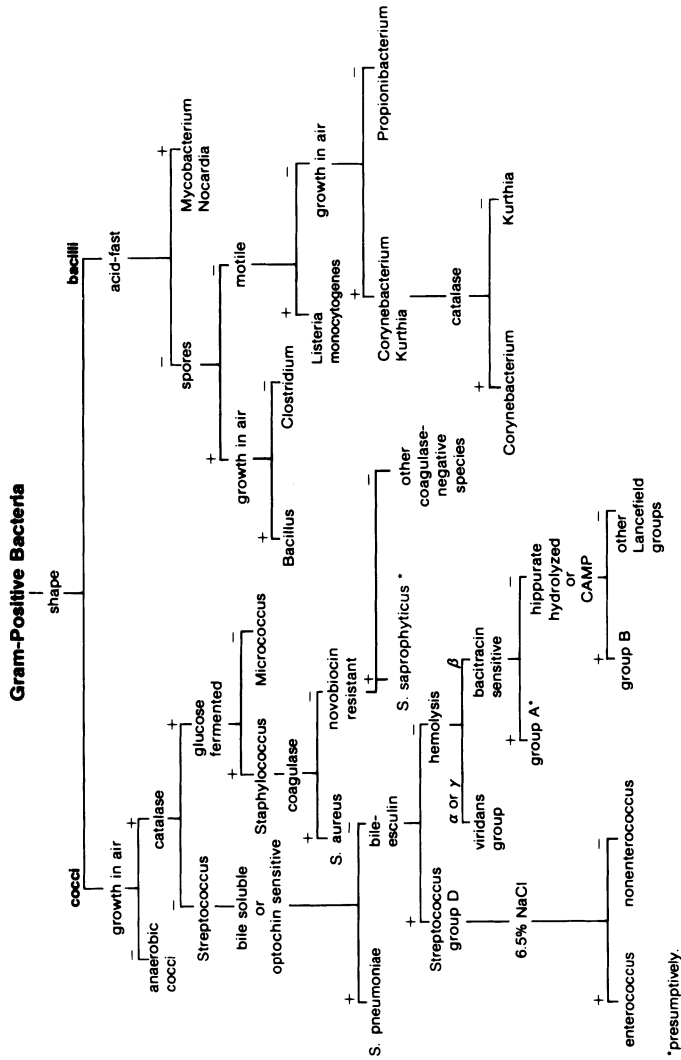 Gram-Positive Bacteria
shape
cocci
bacilli
growth in air
acid-fast
−
+
−
+
anaerobic
cocci
catalase
spores
Mycobacterium
Nocardia
−
+
+
−
Streptococcus
glucose
fermented
growth in air
motile
bile soluble
or
optochin sensitive
+
−
+
−
+
−
Staphylococcus
Micrococcus
Bacillus
Clostridium
Listeria
monocytogenes
growth in air
coagulase
+
−
+
−
S. aureus
novobiocin
resistant
Corynebacterium
Kurthia
Propionibacterium
+
−
+
−
S. pneumoniae
bile-
esculin
S. saprophyticus *
other
coagulase-
negative
species
catalase
+
−
+
−
Streptococcus
group D
hemolysis
Corynebacterium
Kurthia
α or γ
β
viridans
group
bacitracin
sensitive
6.5% NaCl
+
−
group A*
hippurate
hydrolyzed
or
CAMP
+
−
+
−
enterococcus
nonenterococcus
group B
other
Lancefield
groups
*presumptively.